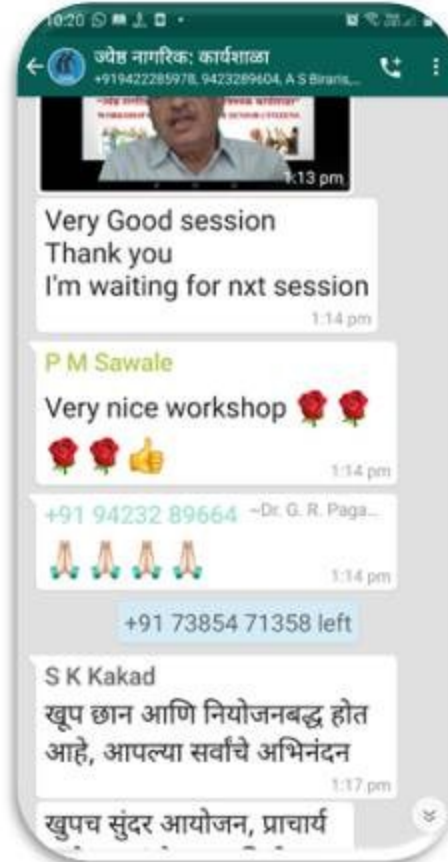 10:20
ज्येष्ठ नागरिक: कार्यशाळा
+919422285978, 9423289604, A S Biraris,...
1:13 pm
Very Good session
Thank you
I'm waiting for nxt session
1:14 pm
P M Sawale
Very nice workshop 🌹🌹
🌹🌹👍
1:14 pm
+91 94232 89664 ~Dr. G. R. Paga...
🙏🙏🙏🙏
1:14 pm
+91 73854 71358 left
S K Kakad
खूप छान आणि नियोजनबद्ध होत
आहे, आपल्या सर्वांचे अभिनंदन
1:17 pm
खुपच सुंदर आयोजन, प्राचार्य